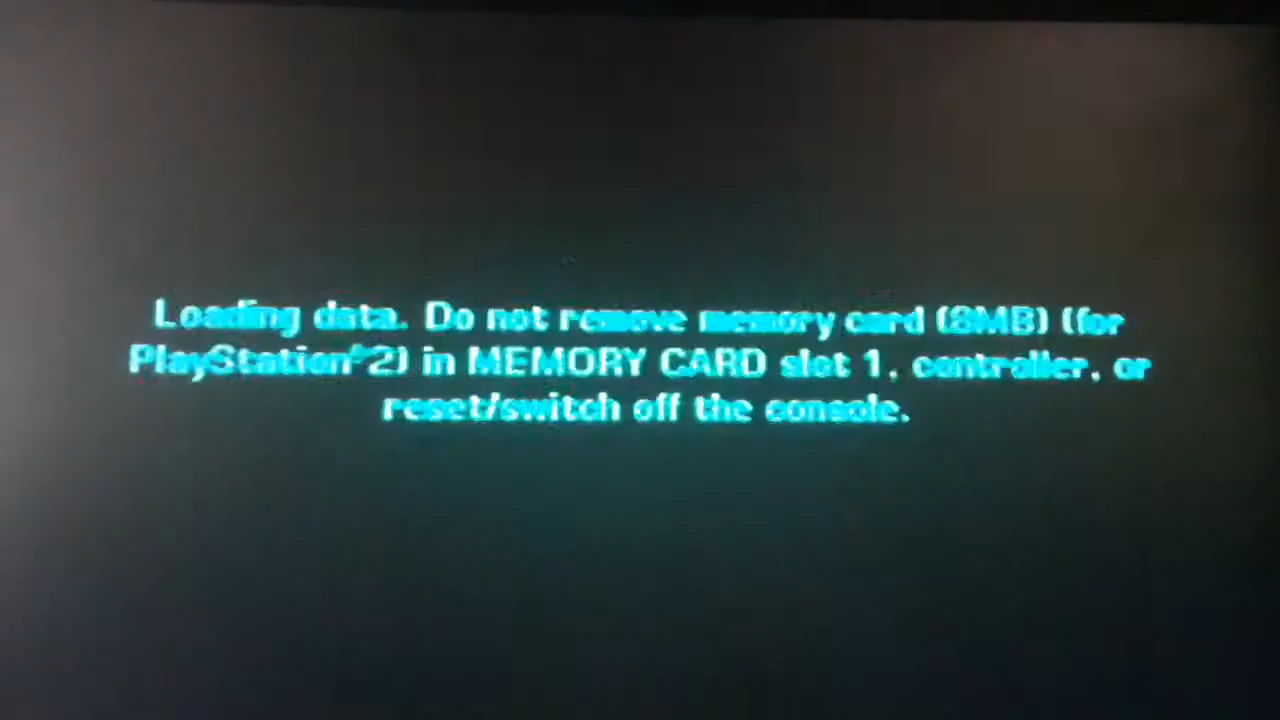 Loading data. Do not remove memory card (8MB) (for
PlayStation®2) in MEMORY CARD slot 1, controller, or
reset/switch off the console.